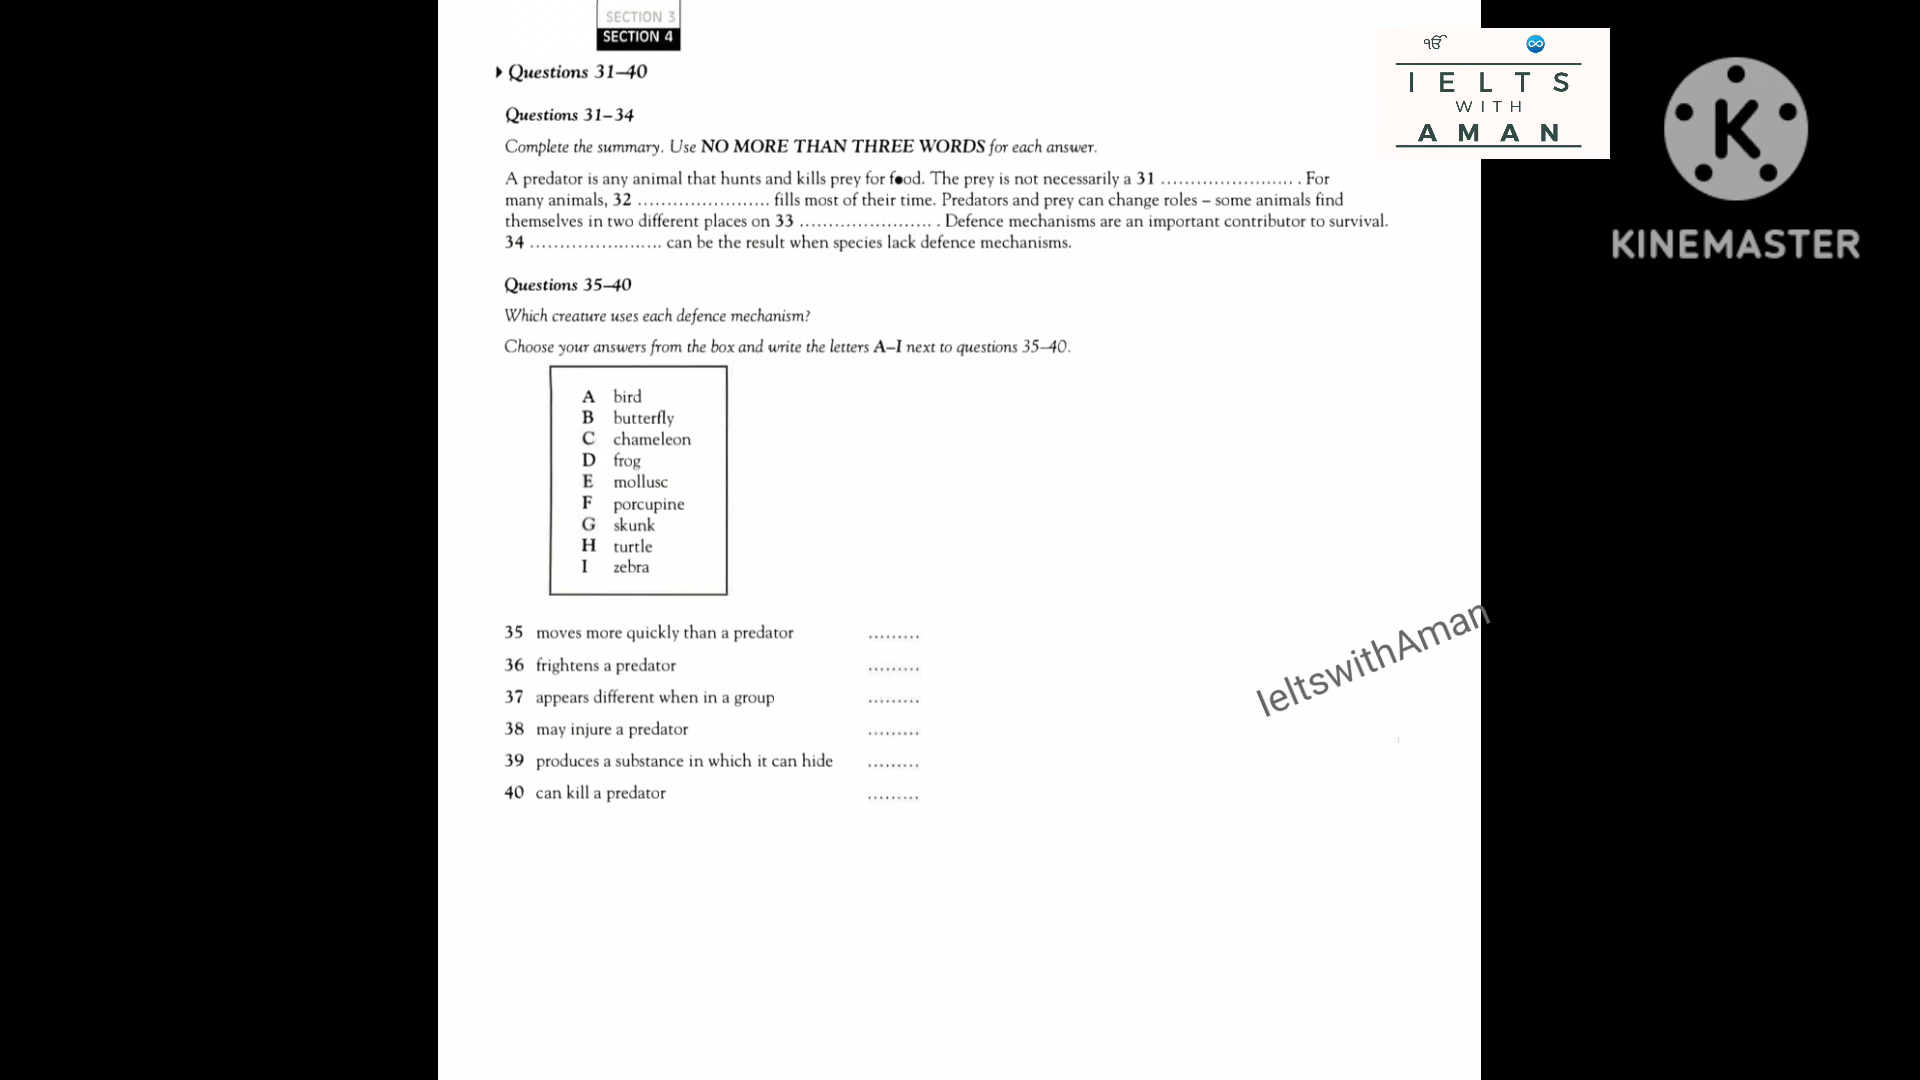 SECTION 3
SECTION 4
Questions 31–40
Questions 31–34
Complete the summary. Use NO MORE THAN THREE WORDS for each answer.
A predator is any animal that hunts and kills prey for food. The prey is not necessarily a 31 ....................... . For
many animals, 32 ....................... fills most of their time. Predators and prey can change roles – some animals find
themselves in two different places on 33 ....................... . Defence mechanisms are an important contributor to survival.
34 ....................... can be the result when species lack defence mechanisms.
Questions 35–40
Which creature uses each defence mechanism?
Choose your answers from the box and write the letters A–I next to questions 35–40.
A bird
B butterfly
C chameleon
D frog
E mollusc
F porcupine
G skunk
H turtle
I zebra
35 moves more quickly than a predator .........
36 frightens a predator .........
37 appears different when in a group .........
38 may injure a predator .........
39 produces a substance in which it can hide .........
40 can kill a predator .........
ੴ
IELTS
WITH
AMAN
K
KINEMASTER
IeltswithAman